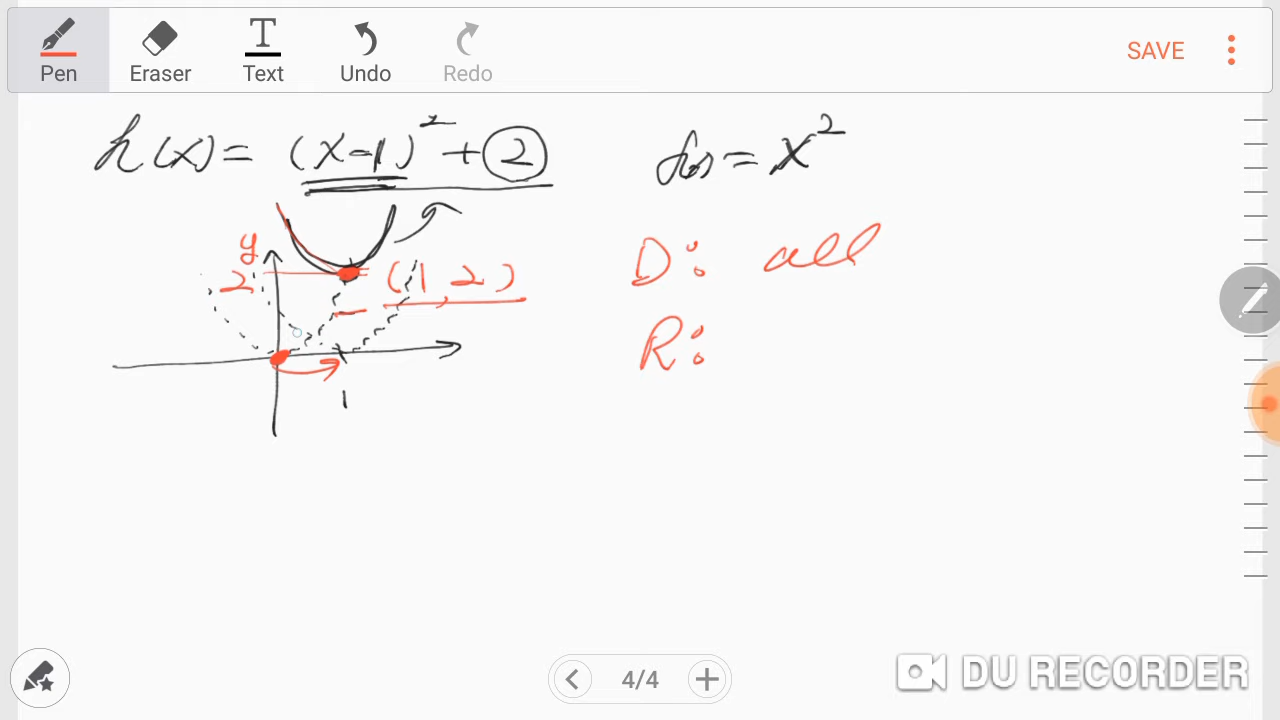 Pen Eraser Text Undo Redo SAVE
h(x) = (x-1)² + 2
f(x) = x²
y
2
(1, 2)
1
D: all
R:
4/4
DU RECORDER